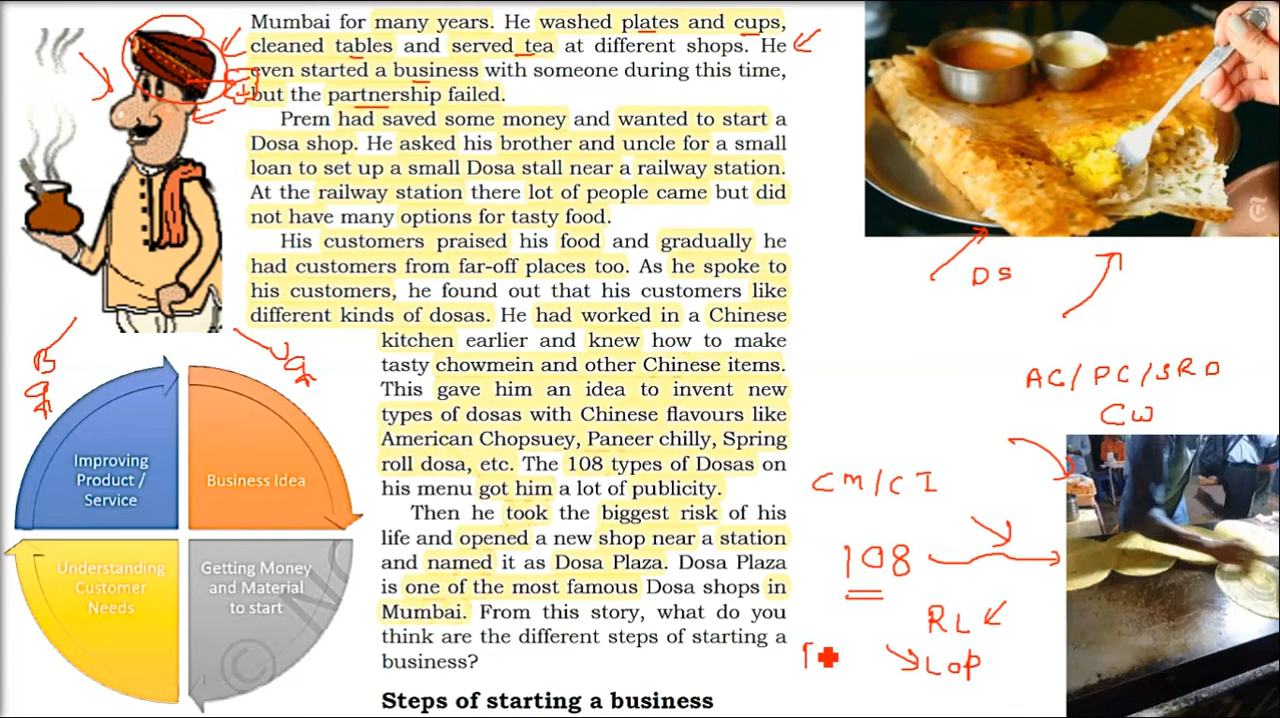 Mumbai for many years. He washed plates and cups,
cleaned tables and served tea at different shops. He
even started a business with someone during this time,
but the partnership failed.
Prem had saved some money and wanted to start a
Dosa shop. He asked his brother and uncle for a small
loan to set up a small Dosa stall near a railway station.
At the railway station there lot of people came but did
not have many options for tasty food.
His customers praised his food and gradually he
had customers from far-off places too. As he spoke to
his customers, he found out that his customers like
different kinds of dosas. He had worked in a Chinese
kitchen earlier and knew how to make
tasty chowmein and other Chinese items.
This gave him an idea to invent new
types of dosas with Chinese flavours like
American Chopsuey, Paneer chilly, Spring
roll dosa, etc. The 108 types of Dosas on
his menu got him a lot of publicity.
Then he took the biggest risk of his
life and opened a new shop near a station
and named it as Dosa Plaza. Dosa Plaza
is one of the most famous Dosa shops in
Mumbai. From this story, what do you
think are the different steps of starting a
business?
Steps of starting a business
Improving
Product /
Service
Business Idea
Understanding
Customer
Needs
Getting Money
and Material
to start
DS
AC/PC/SRD
CW
CM/CI
108
RL
LOP